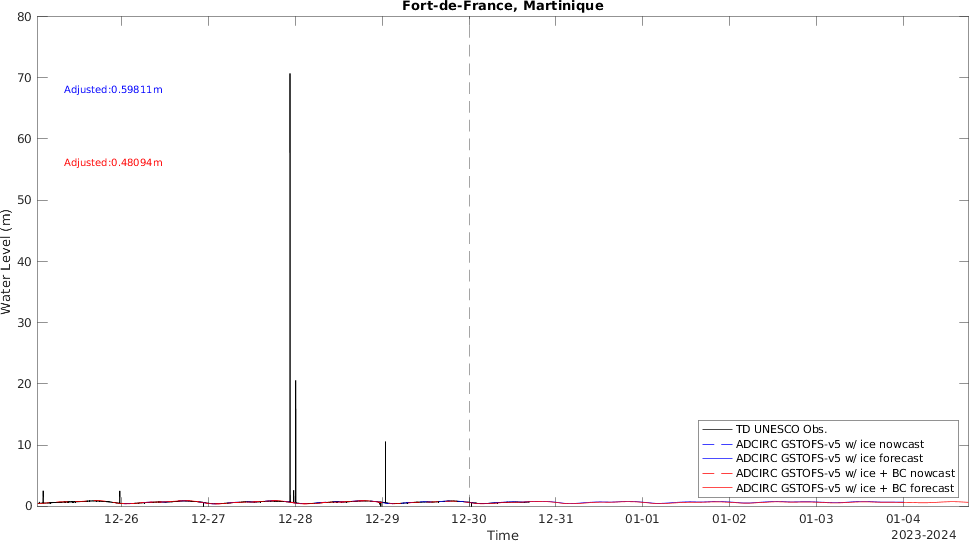 Fort-de-France, Martinique
80
70
60
50
40
30
20
10
0
Water Level (m)
Adjusted:0.59811m
Adjusted:0.48094m
TD UNESCO Obs.
ADCIRC GSTOFS-v5 w/ ice nowcast
ADCIRC GSTOFS-v5 w/ ice forecast
ADCIRC GSTOFS-v5 w/ ice + BC nowcast
ADCIRC GSTOFS-v5 w/ ice + BC forecast
12-26 12-27 12-28 12-29 12-30 12-31 01-01 01-02 01-03 01-04
Time
2023-2024